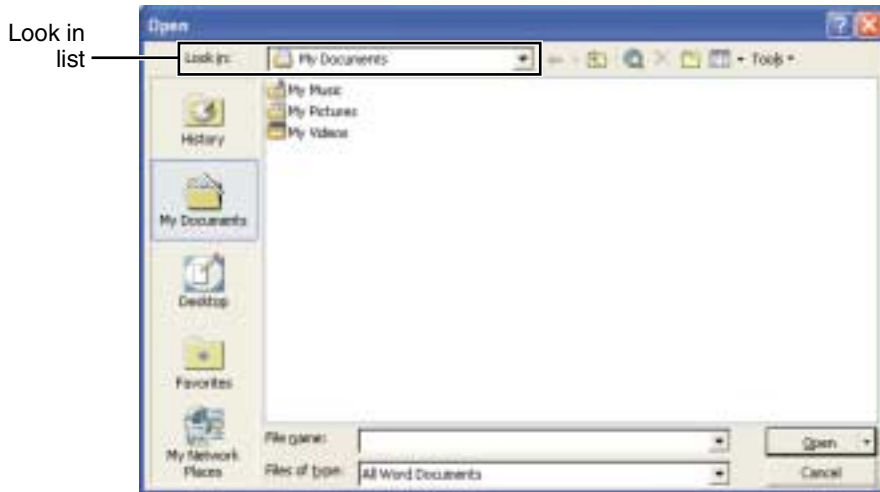 Look in
list
Open
Look in:
My Documents
Tools
My Music
My Pictures
My Videos
History
My Documents
Desktop
Favorites
My Network
Places
File name:
Open
Files of type:
All Word Documents
Cancel